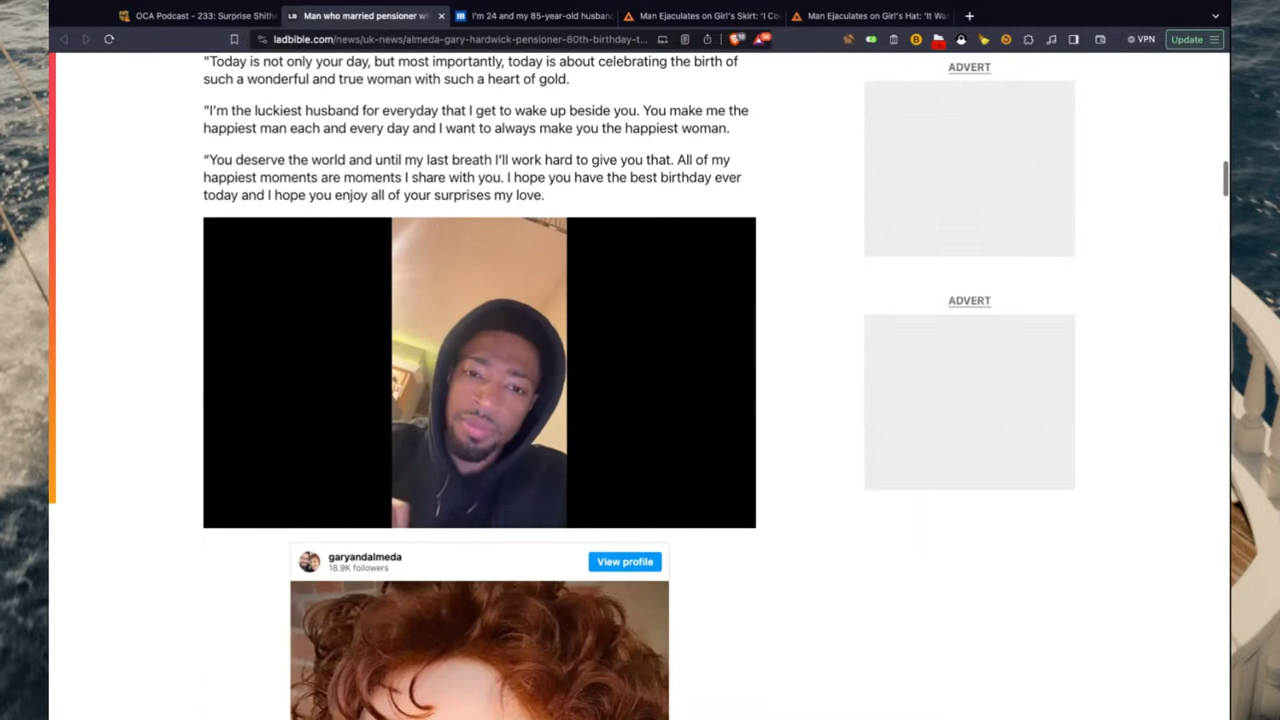 OCA Podcast - 233: Surprise Shith
Man who married pensioner wi
I'm 24 and my 85-year-old husban
Man Ejaculates on Girl's Skirt: 'I Co
Man Ejaculates on Girl's Hat: 'It Wa
ladbible.com/news/uk-news/almeda-gary-hardwick-pensioner-80th-birthday-t...
VPN
Update
"Today is not only your day, but most importantly, today is about celebrating the birth of
such a wonderful and true woman with such a heart of gold.
"I'm the luckiest husband for everyday that I get to wake up beside you. You make me the
happiest man each and every day and I want to always make you the happiest woman.
“You deserve the world and until my last breath I’ll work hard to give you that. All of my
happiest moments are moments I share with you. I hope you have the best birthday ever
today and I hope you enjoy all of your surprises my love.
ADVERT
ADVERT
garyandalmeda
18.9K followers
View profile